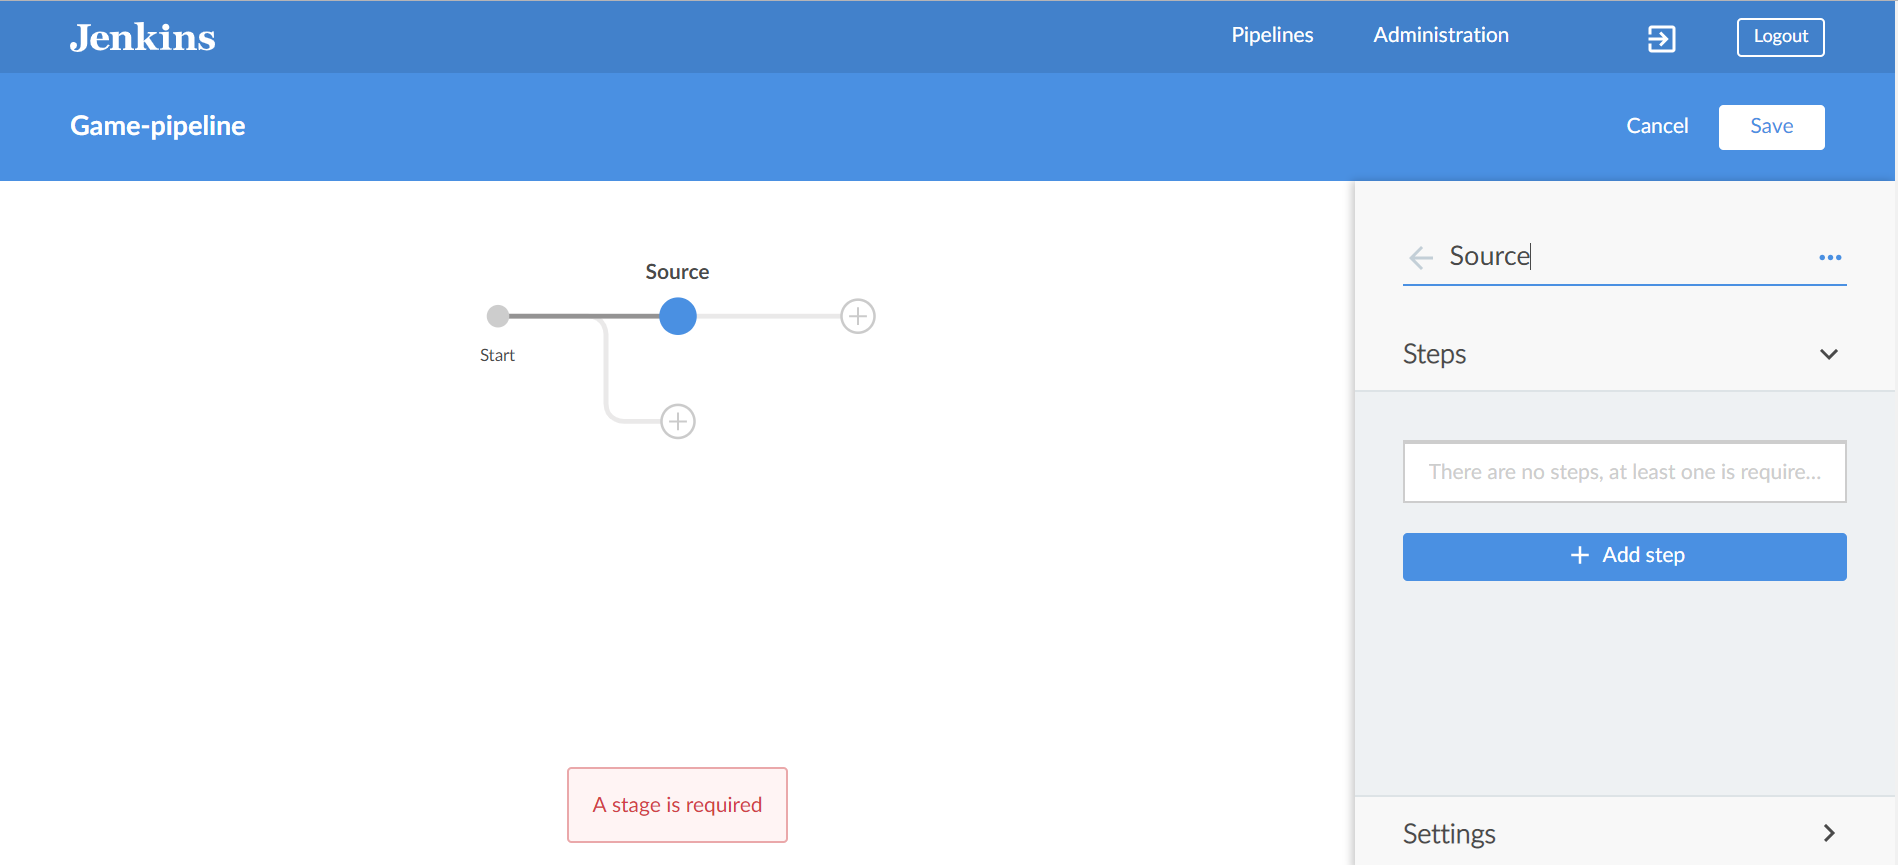 Jenkins
Pipelines
Administration
Logout
Game-pipeline
Cancel
Save
Source
Start
Source
Steps
There are no steps, at least one is require...
Add step
A stage is required
Settings